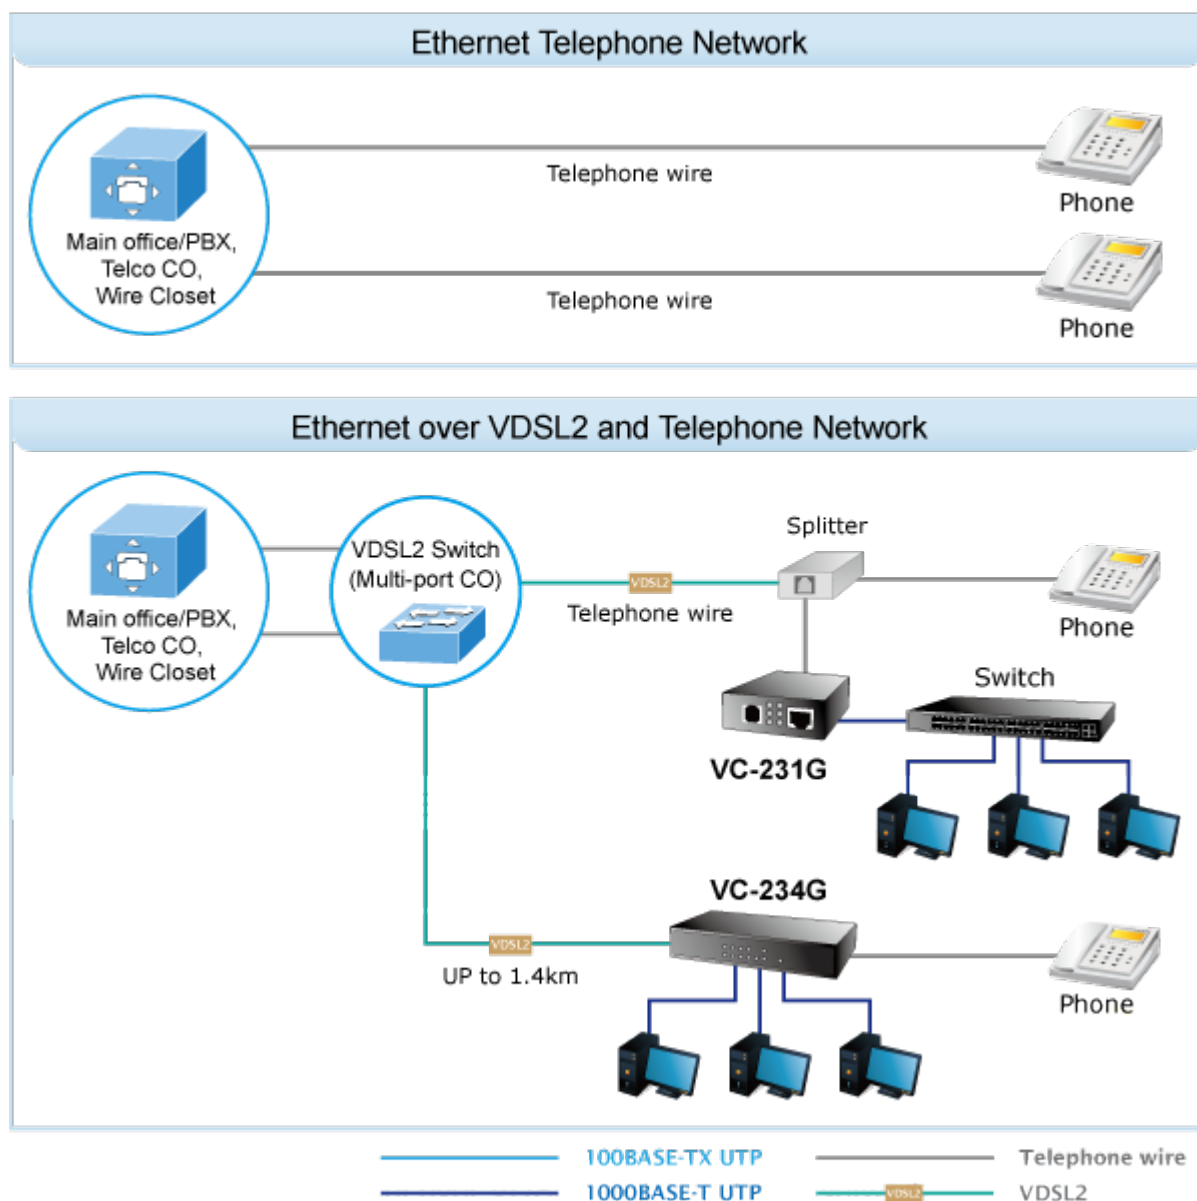 Ethernet Telephone Network
Telephone wire
Phone
Main office/PBX,
Telco CO,
Wire Closet
Telephone wire
Phone
Ethernet over VDSL2 and Telephone Network
Splitter
VDSL2 Switch
(Multi-port CO)
VDSL2
Telephone wire
Phone
Main office/PBX,
Telco CO,
Wire Closet
Switch
VC-231G
VC-234G
VDSL2
UP to 1.4km
Phone
100BASE-TX UTP
Telephone wire
1000BASE-T UTP
VDSL2
VDSL2